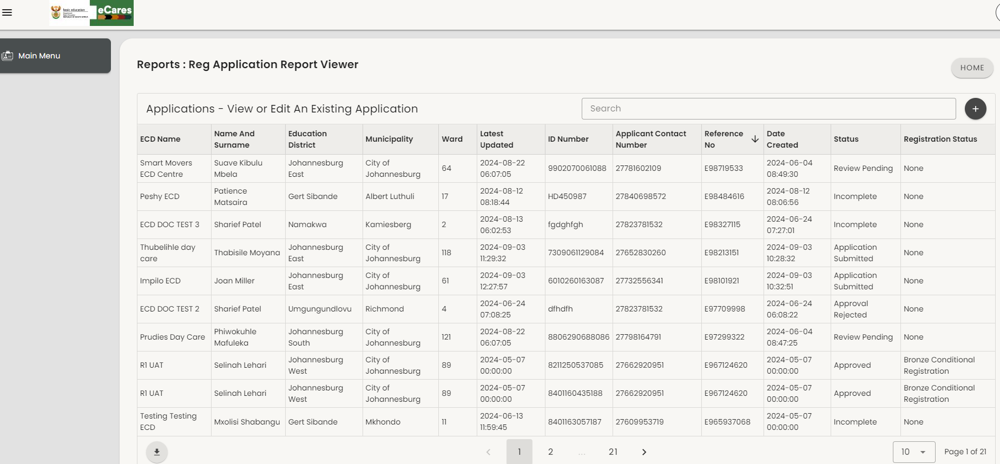 basic education
Department:
Basic Education
REPUBLIC OF SOUTH AFRICA
eCares
Main Menu
Reports : Reg Application Report Viewer
HOME
Applications - View or Edit An Existing Application
Search
ECD Name Name And Surname Education District Municipality Ward Latest Updated ID Number Applicant Contact Number Reference No Date Created Status Registration Status
Smart Movers ECD Centre Suave Kibulu Mbela Johannesburg East City of Johannesburg 64 2024-08-22 06:07:05 9902070061088 27781602109 E98719533 2024-06-04 08:49:30 Review Pending None
Peshy ECD Patience Matsaira Gert Sibande Albert Luthuli 17 2024-08-12 08:18:44 HD450987 27840698572 E98484616 2024-08-12 08:06:56 Incomplete None
ECD DOC TEST 3 Sharief Patel Namakwa Kamiesberg 2 2024-08-13 06:02:53 fgdghfgh 27823781532 E98327115 2024-06-24 07:27:01 Incomplete None
Thubelihle day care Thabisile Moyana Johannesburg East City of Johannesburg 118 2024-09-03 11:29:32 7309061129084 27652830260 E98213151 2024-09-03 10:28:32 Application Submitted None
Impilo ECD Joan Miller Johannesburg East City of Johannesburg 61 2024-09-03 12:27:57 6010260163087 27732556341 E98101921 2024-09-03 10:32:51 Application Submitted None
ECD DOC TEST 2 Sharief Patel Umgungundlovu Richmond 4 2024-06-24 07:08:25 dfhdfh 27823781532 E97709998 2024-06-24 06:08:22 Approval Rejected None
Prudies Day Care Phiwokuhle Mafuleka Johannesburg South City of Johannesburg 121 2024-08-22 06:07:05 8806290688086 27798164791 E97299322 2024-06-04 08:47:25 Review Pending None
R1 UAT Selinah Lehari Johannesburg West City of Johannesburg 89 2024-05-07 00:00:00 8211250537085 27662920951 E967124620 2024-05-07 00:00:00 Approved Bronze Conditional Registration
R1 UAT Selinah Lehari Johannesburg West City of Johannesburg 89 2024-05-07 00:00:00 8401160435188 27662920951 E967124620 2024-05-07 00:00:00 Approved Bronze Conditional Registration
Testing Testing ECD Mxolisi Shabangu Gert Sibande Mkhondo 11 2024-06-13 11:59:45 8401163057187 27609953719 E965937068 2024-05-07 00:00:00 Incomplete None
1 2 ... 21 10 Page 1 of 21